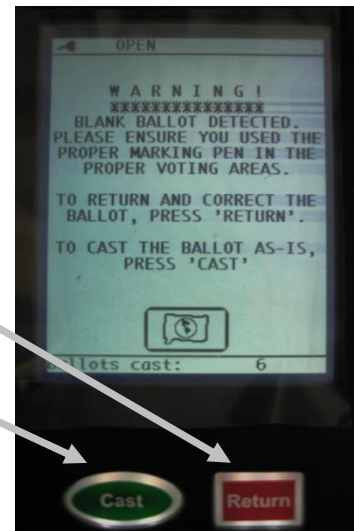 OPEN
W A R N I N G !
***************
BLANK BALLOT DETECTED.
PLEASE ENSURE YOU USED THE
PROPER MARKING PEN IN THE
PROPER VOTING AREAS.
TO RETURN AND CORRECT THE
BALLOT, PRESS 'RETURN'.
TO CAST THE BALLOT AS-IS,
PRESS 'CAST'
Ballots cast: 6
Cast Return